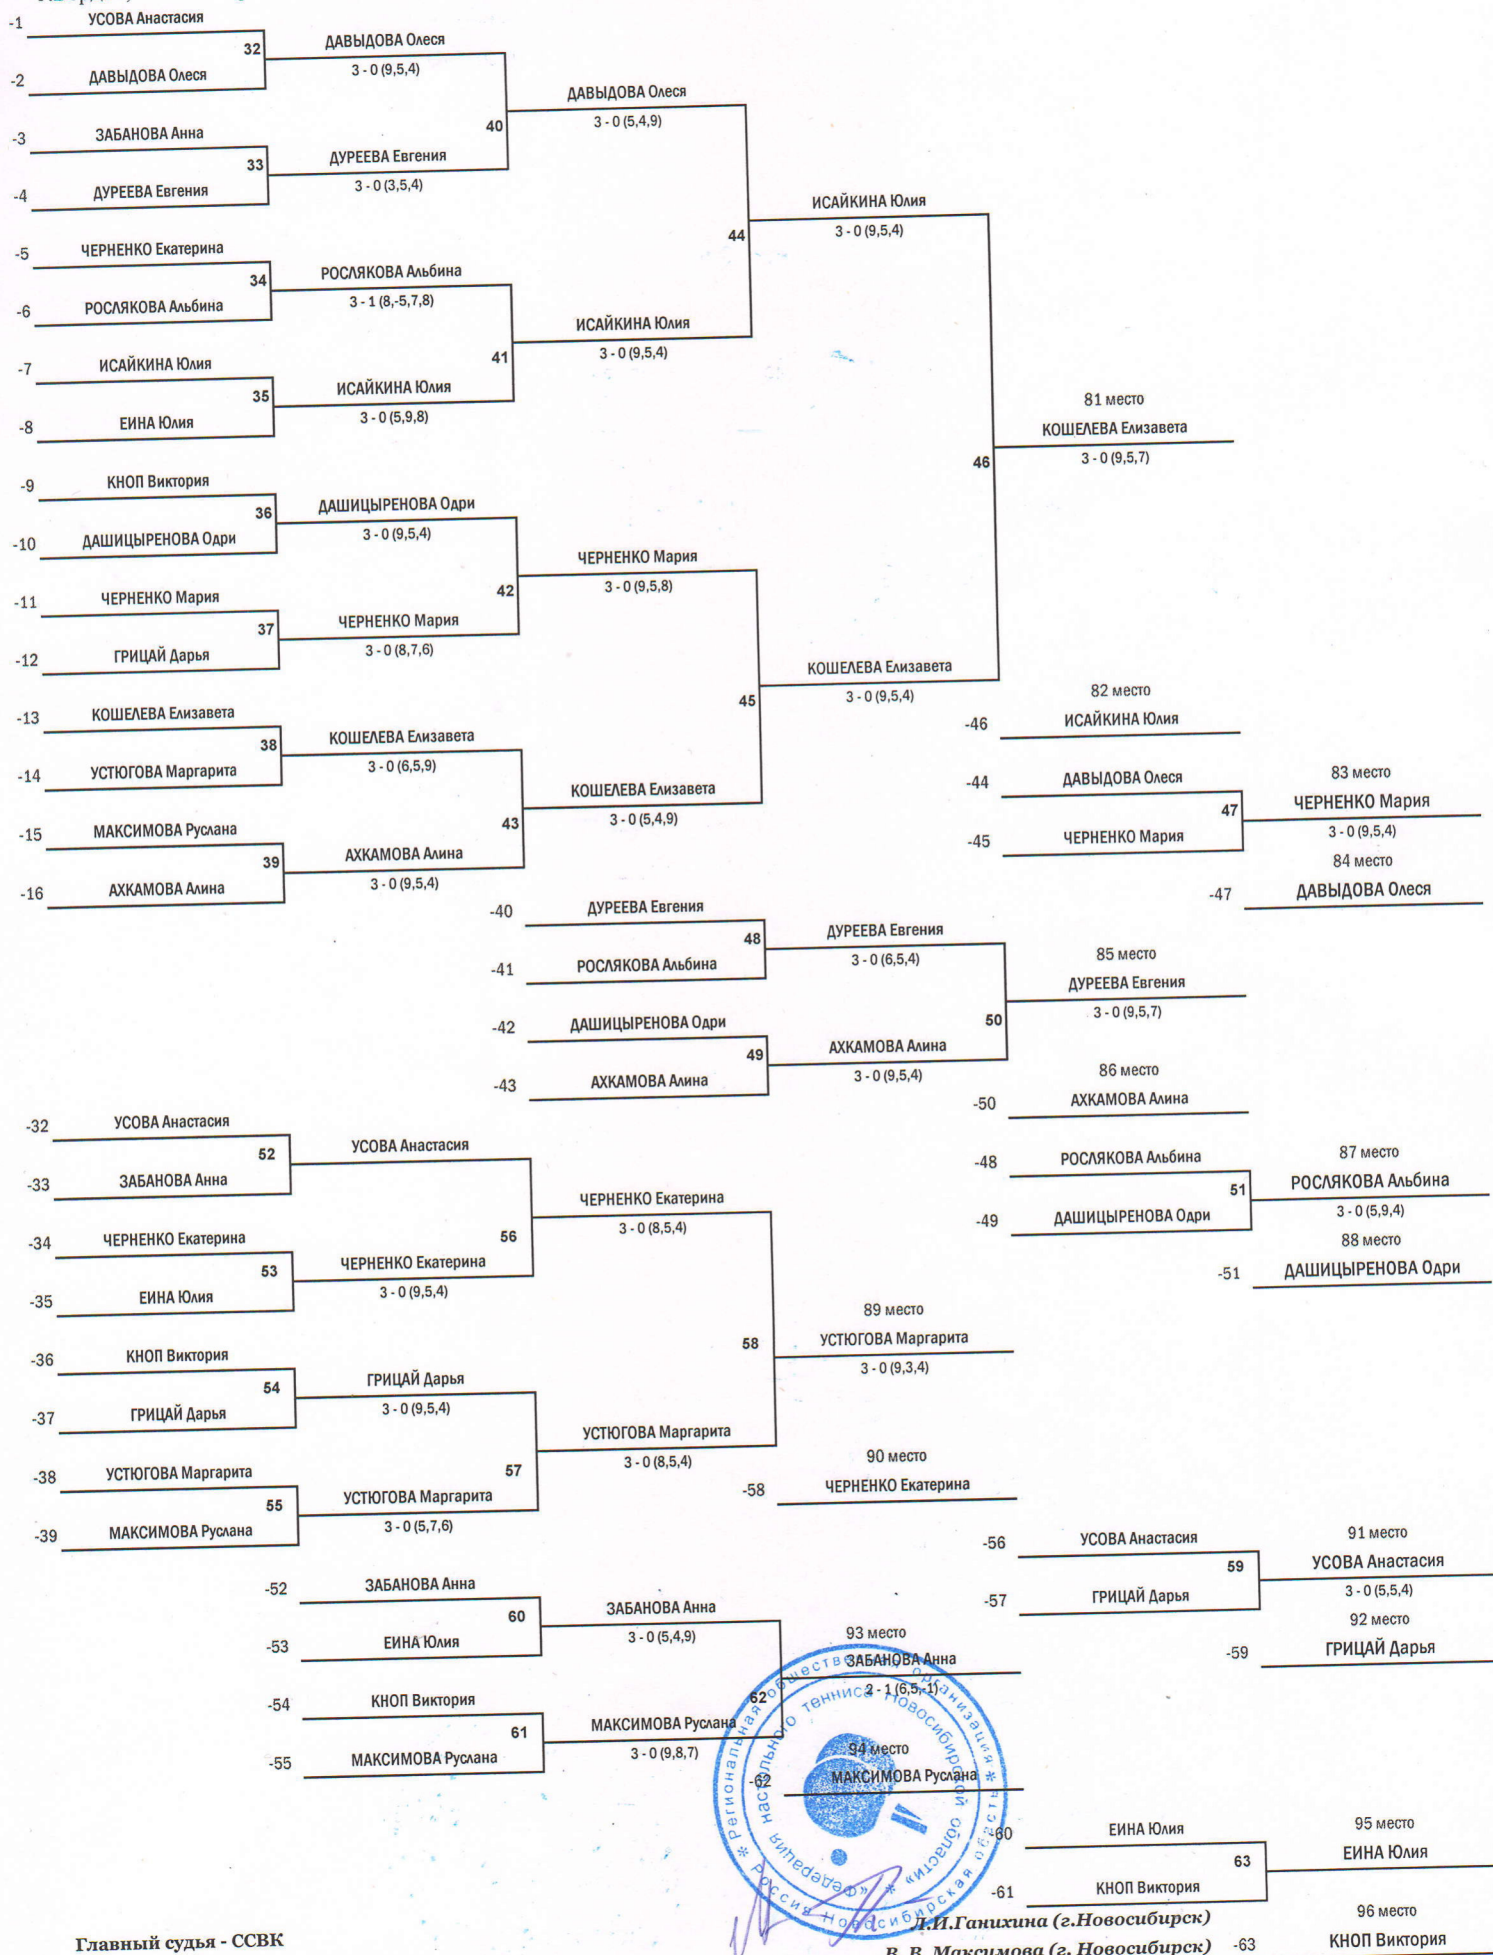 -1 УСОВА Анастасия
32
ДАВЫДОВА Олеся
3 - 0 (9,5,4)
-2 ДАВЫДОВА Олеся
40
ДАВЫДОВА Олеся
3 - 0 (5,4,9)
-3 ЗАБАНОВА Анна
33
ДУРЕЕВА Евгения
3 - 0 (3,5,4)
-4 ДУРЕЕВА Евгения
44
ИСАЙКИНА Юлия
3 - 0 (9,5,4)
-5 ЧЕРНЕНКО Екатерина
34
РОСЛЯКОВА Альбина
3 - 1 (8,-5,7,8)
-6 РОСЛЯКОВА Альбина
41
ИСАЙКИНА Юлия
3 - 0 (9,5,4)
-7 ИСАЙКИНА Юлия
35
ИСАЙКИНА Юлия
3 - 0 (5,9,8)
-8 ЕИНА Юлия
46
81 место
КОШЕЛЕВА Елизавета
3 - 0 (9,5,7)
-9 КНОП Виктория
36
ДАШИЦЫРЕНОВА Одри
3 - 0 (9,5,4)
-10 ДАШИЦЫРЕНОВА Одри
42
ЧЕРНЕНКО Мария
3 - 0 (9,5,8)
-11 ЧЕРНЕНКО Мария
37
ЧЕРНЕНКО Мария
3 - 0 (8,7,6)
-12 ГРИЦАЙ Дарья
45
КОШЕЛЕВА Елизавета
3 - 0 (9,5,4)
-13 КОШЕЛЕВА Елизавета
38
КОШЕЛЕВА Елизавета
3 - 0 (6,5,9)
-14 УСТЮГОВА Маргарита
43
КОШЕЛЕВА Елизавета
3 - 0 (5,4,9)
-15 МАКСИМОВА Руслана
39
АХКАМОВА Алина
3 - 0 (9,5,4)
-16 АХКАМОВА Алина
82 место
-46 ИСАЙКИНА Юлия
-44 ДАВЫДОВА Олеся
47
83 место
ЧЕРНЕНКО Мария
3 - 0 (9,5,4)
-45 ЧЕРНЕНКО Мария
84 место
-47 ДАВЫДОВА Олеся
-40 ДУРЕЕВА Евгения
48
ДУРЕЕВА Евгения
3 - 0 (6,5,4)
-41 РОСЛЯКОВА Альбина
50
85 место
ДУРЕЕВА Евгения
3 - 0 (9,5,7)
-42 ДАШИЦЫРЕНОВА Одри
49
АХКАМОВА Алина
3 - 0 (9,5,4)
-43 АХКАМОВА Алина
86 место
-50 АХКАМОВА Алина
-48 РОСЛЯКОВА Альбина
51
87 место
РОСЛЯКОВА Альбина
3 - 0 (5,9,4)
-49 ДАШИЦЫРЕНОВА Одри
88 место
-51 ДАШИЦЫРЕНОВА Одри
-32 УСОВА Анастасия
52
УСОВА Анастасия
-33 ЗАБАНОВА Анна
56
ЧЕРНЕНКО Екатерина
3 - 0 (8,5,4)
-34 ЧЕРНЕНКО Екатерина
53
ЧЕРНЕНКО Екатерина
3 - 0 (9,5,4)
-35 ЕИНА Юлия
58
89 место
УСТЮГОВА Маргарита
3 - 0 (9,3,4)
-36 КНОП Виктория
54
ГРИЦАЙ Дарья
3 - 0 (9,5,4)
-37 ГРИЦАЙ Дарья
57
УСТЮГОВА Маргарита
3 - 0 (8,5,4)
-38 УСТЮГОВА Маргарита
55
УСТЮГОВА Маргарита
3 - 0 (5,7,6)
-39 МАКСИМОВА Руслана
90 место
-58 ЧЕРНЕНКО Екатерина
-56 УСОВА Анастасия
59
91 место
УСОВА Анастасия
3 - 0 (5,5,4)
-57 ГРИЦАЙ Дарья
92 место
-59 ГРИЦАЙ Дарья
-52 ЗАБАНОВА Анна
60
ЗАБАНОВА Анна
3 - 0 (5,4,9)
-53 ЕИНА Юлия
62
93 место
ЗАБАНОВА Анна
2 - 1 (6,5,-1)
-54 КНОП Виктория
61
МАКСИМОВА Руслана
3 - 0 (9,8,7)
-55 МАКСИМОВА Руслана
94 место
-62 МАКСИМОВА Руслана
-60 ЕИНА Юлия
63
95 место
ЕИНА Юлия
-61 КНОП Виктория
96 место
-63 КНОП Виктория
* Региональная общественная организация *
Россия Новосибирская область
«Федерация настольного тенниса Новосибирской области» *
Главный судья - ССВК
Л.И.Ганихина (г.Новосибирск)
В. В. Максимова (г. Новосибирск)